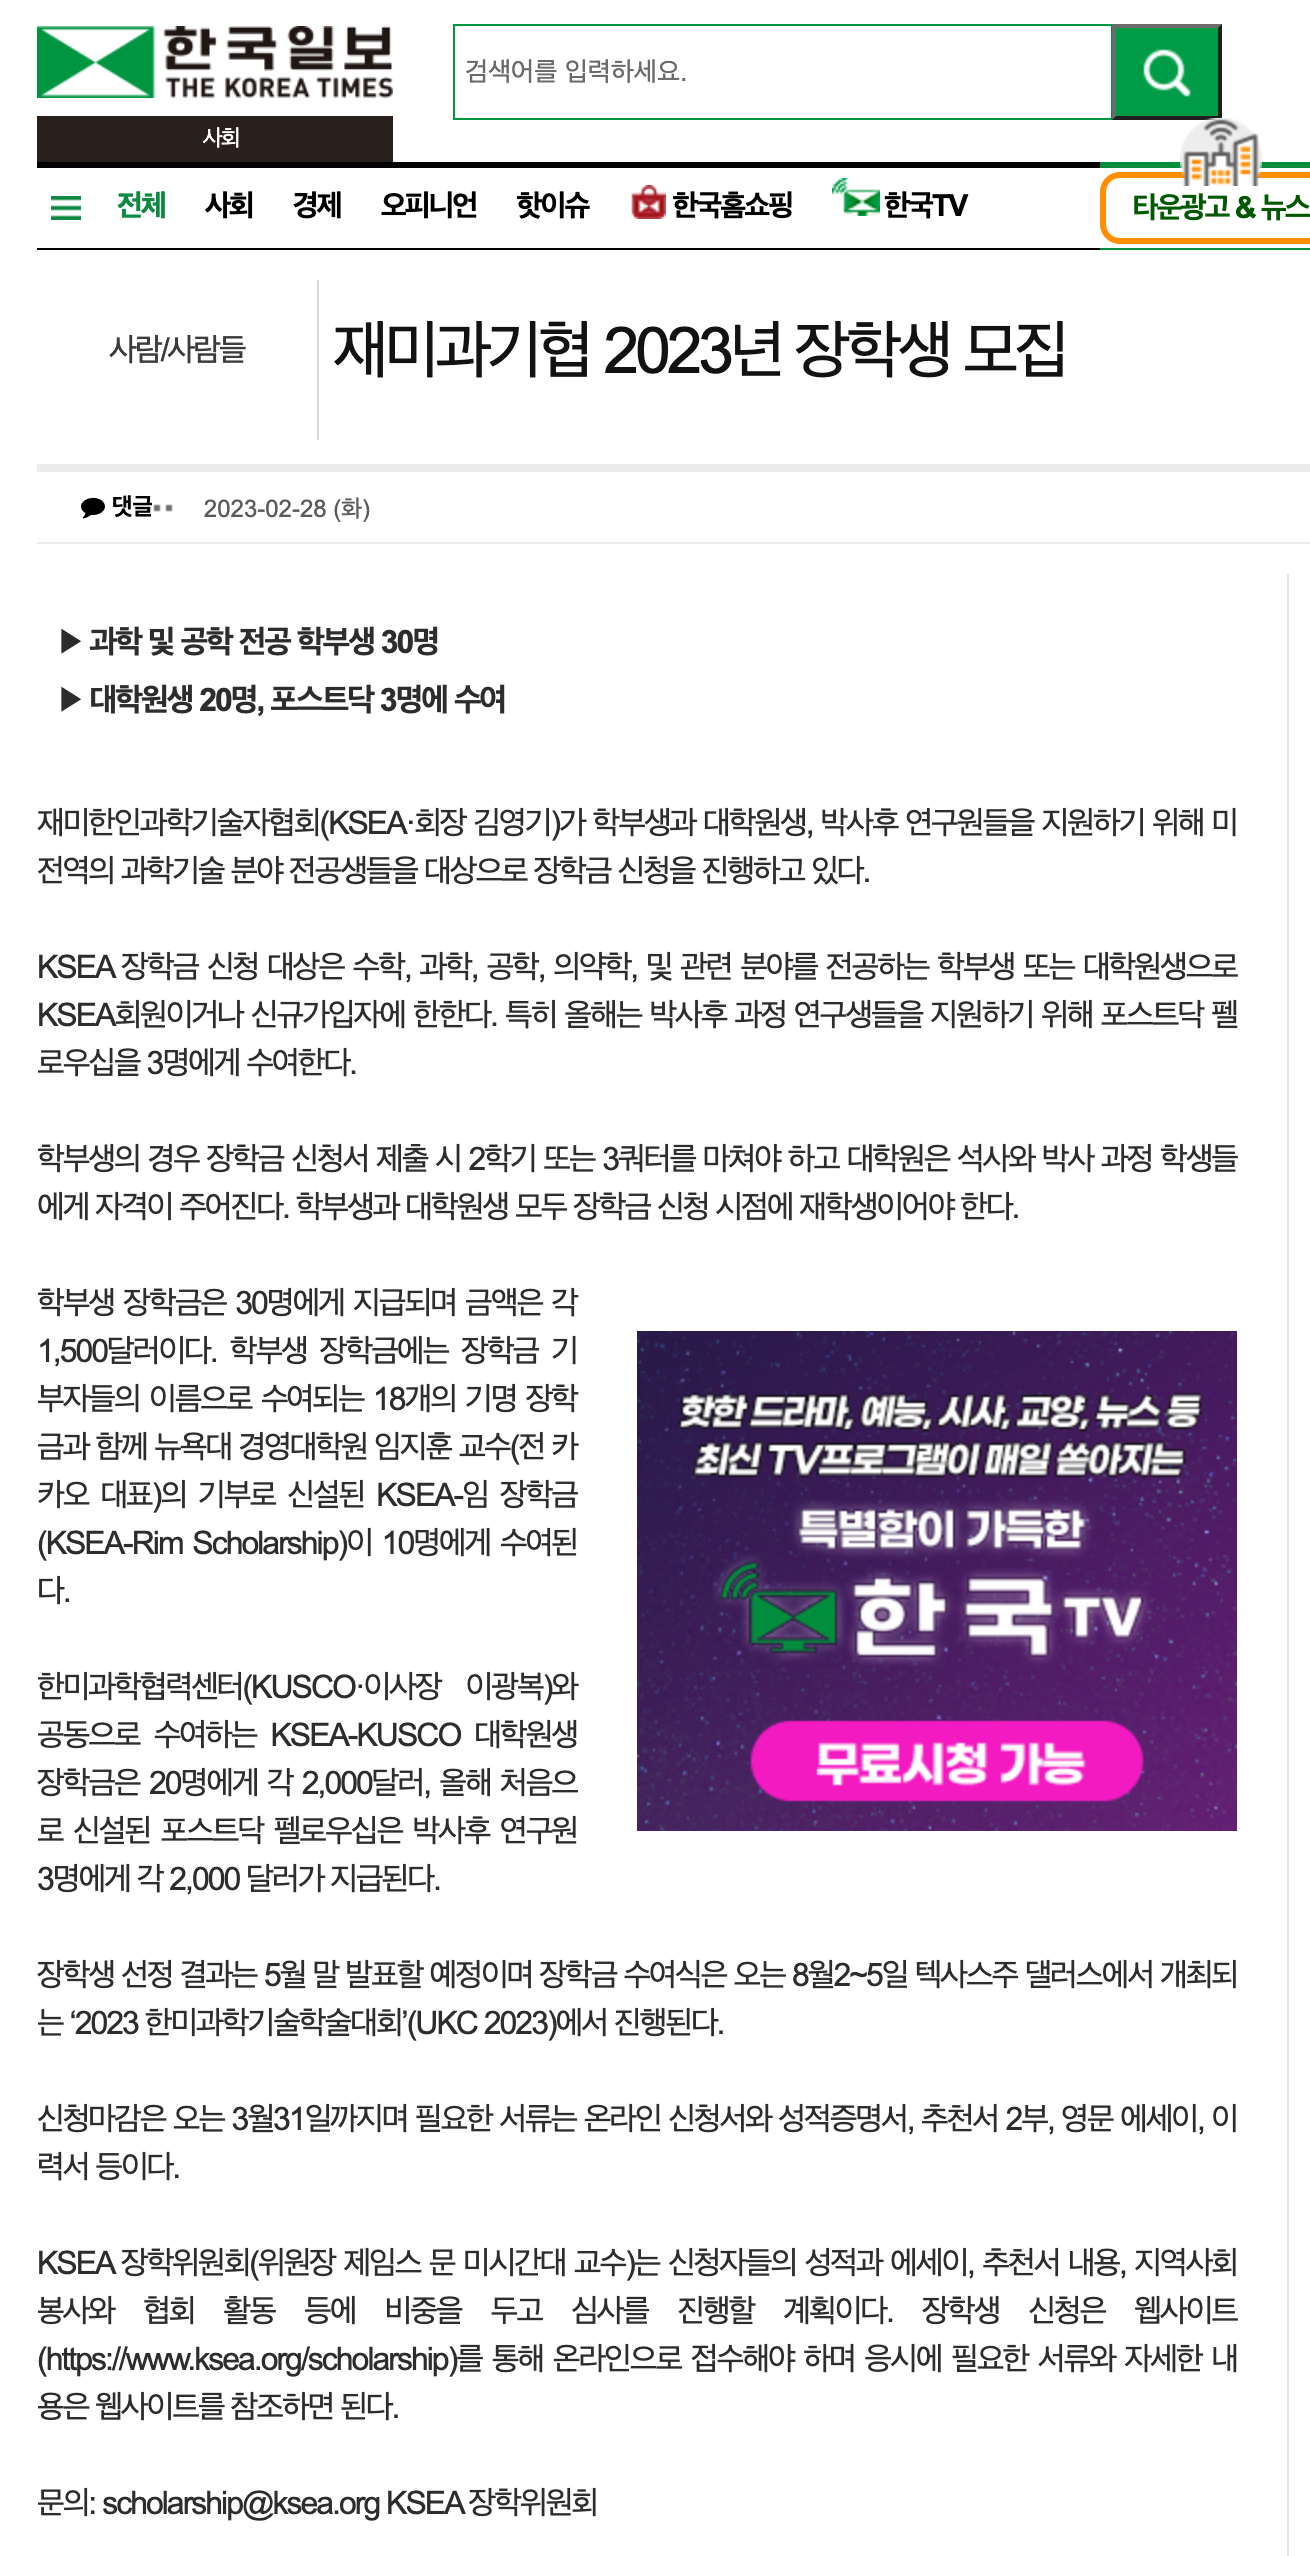 한국일보
THE KOREA TIMES
검색어를 입력하세요.
사회
전체 사회 경제 오피니언 핫이슈 한국홈쇼핑 한국TV
타운광고 & 뉴스
사람/사람들
재미과기협 2023년 장학생 모집
댓글
2023-02-28 (화)
▶ 과학 및 공학 전공 학부생 30명
▶ 대학원생 20명, 포스트닥 3명에 수여
재미한인과학기술자협회(KSEA·회장 김영기)가 학부생과 대학원생, 박사후 연구원들을 지원하기 위해 미
전역의 과학기술 분야 전공생들을 대상으로 장학금 신청을 진행하고 있다.
KSEA 장학금 신청 대상은 수학, 과학, 공학, 의약학, 및 관련 분야를 전공하는 학부생 또는 대학원생으로
KSEA회원이거나 신규가입자에 한한다. 특히 올해는 박사후 과정 연구생들을 지원하기 위해 포스트닥 펠
로우십을 3명에게 수여한다.
학부생의 경우 장학금 신청서 제출 시 2학기 또는 3쿼터를 마쳐야 하고 대학원은 석사와 박사 과정 학생들
에게 자격이 주어진다. 학부생과 대학원생 모두 장학금 신청 시점에 재학생이어야 한다.
학부생 장학금은 30명에게 지급되며 금액은 각
1,500달러이다. 학부생 장학금에는 장학금 기
부자들의 이름으로 수여되는 18개의 기명 장학
금과 함께 뉴욕대 경영대학원 임지훈 교수(전 카
카오 대표)의 기부로 신설된 KSEA-임 장학금
(KSEA-Rim Scholarship)이 10명에게 수여된
다.
한미과학협력센터(KUSCO·이사장 이광복)와
공동으로 수여하는 KSEA-KUSCO 대학원생
장학금은 20명에게 각 2,000달러, 올해 처음으
로 신설된 포스트닥 펠로우십은 박사후 연구원
3명에게 각 2,000 달러가 지급된다.
핫한 드라마, 예능, 시사, 교양, 뉴스 등
최신 TV프로그램이 매일 쏟아지는
특별함이 가득한
한국TV
무료시청 가능
장학생 선정 결과는 5월 말 발표할 예정이며 장학금 수여식은 오는 8월2~5일 텍사스주 댈러스에서 개최되
는 ‘2023 한미과학기술학술대회’(UKC 2023)에서 진행된다.
신청마감은 오는 3월31일까지며 필요한 서류는 온라인 신청서와 성적증명서, 추천서 2부, 영문 에세이, 이
력서 등이다.
KSEA 장학위원회(위원장 제임스 문 미시간대 교수)는 신청자들의 성적과 에세이, 추천서 내용, 지역사회
봉사와 협회 활동 등에 비중을 두고 심사를 진행할 계획이다. 장학생 신청은 웹사이트
(https://www.ksea.org/scholarship)를 통해 온라인으로 접수해야 하며 응시에 필요한 서류와 자세한 내
용은 웹사이트를 참조하면 된다.
문의: scholarship@ksea.org KSEA 장학위원회